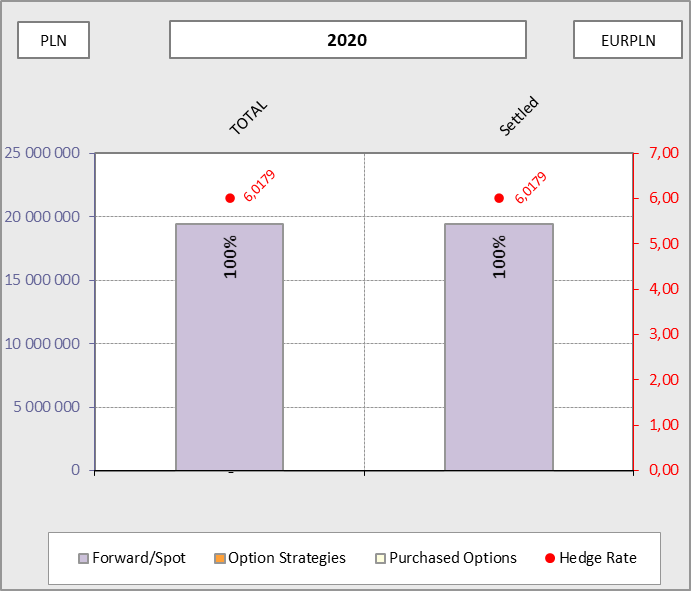 PLN
2020
EURPLN
TOTAL
Settled
25 000 000
20 000 000
15 000 000
10 000 000
5 000 000
0
7,00
6,00
5,00
4,00
3,00
2,00
1,00
0,00
6,0179
6,0179
100%
100%
-
Forward/Spot
Option Strategies
Purchased Options
Hedge Rate